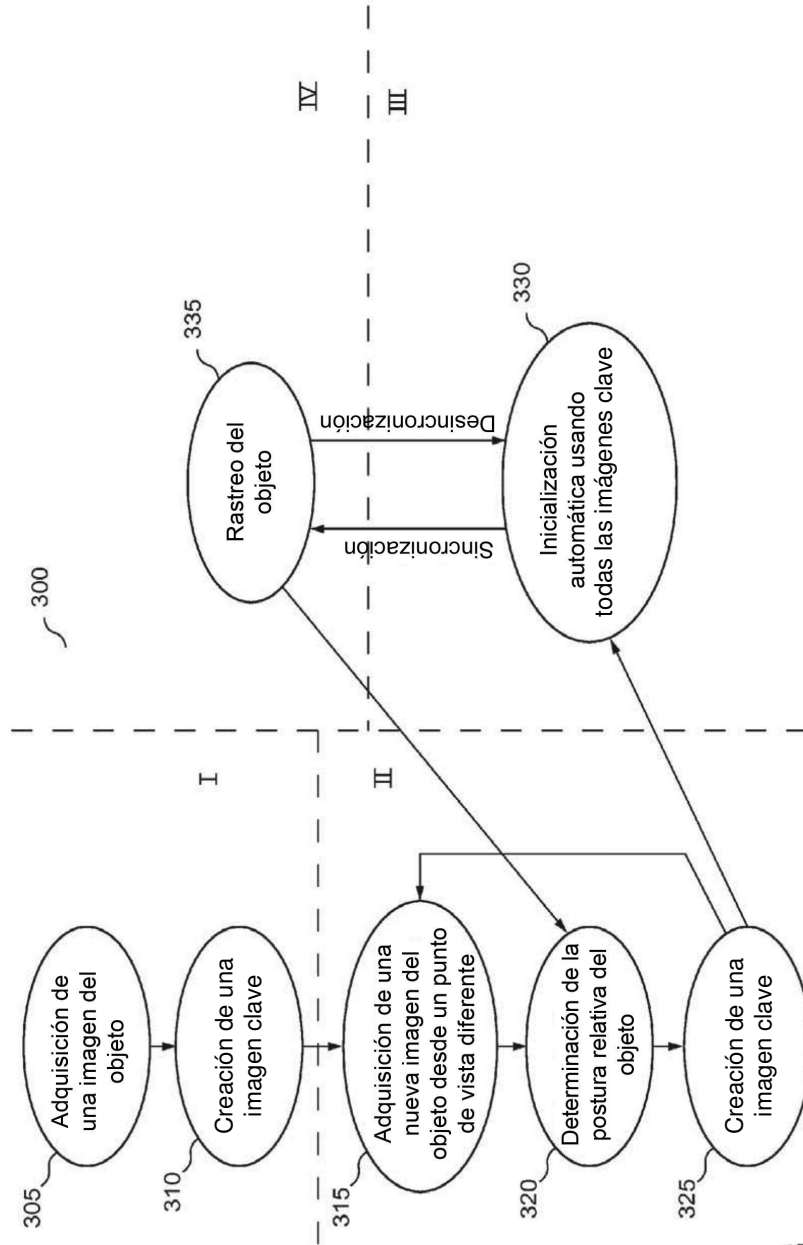 300
305
Adquisición de
una imagen del
objeto
310
Creación de una
imagen clave
I
II
315
Adquisición de una
nueva imagen del
objeto desde un punto
de vista diferente
320
Determinación de la
postura relativa del
objeto
325
Creación de una
imagen clave
335
Rastreo del
objeto
IV
III
Sincronización
Desincronización
330
Inicialización
automática usando
todas las imágenes clave